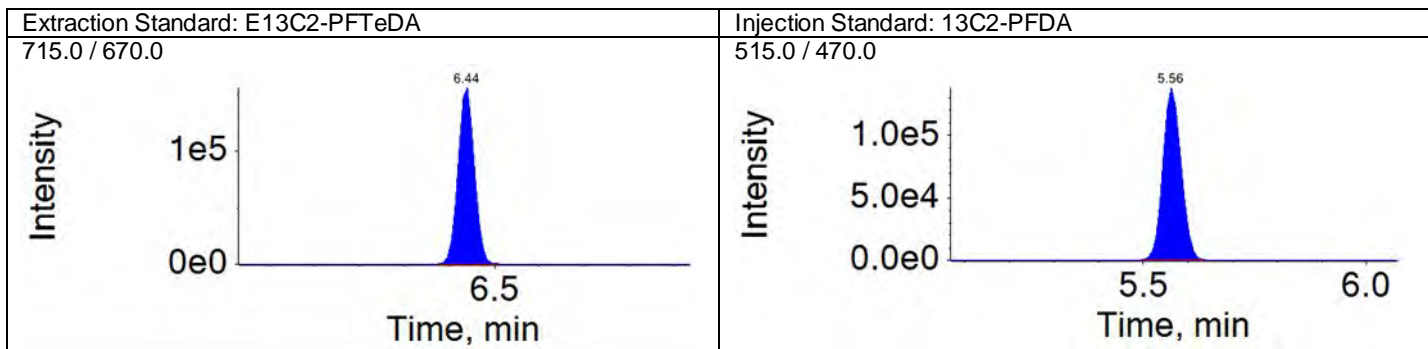 Extraction Standard: E13C2-PFTeDA
715.0 / 670.0
6.44
Intensity
1e5
0e0
6.5
Time, min
Injection Standard: 13C2-PFDA
515.0 / 470.0
5.56
Intensity
1.0e5
5.0e4
0.0e0
5.5 6.0
Time, min